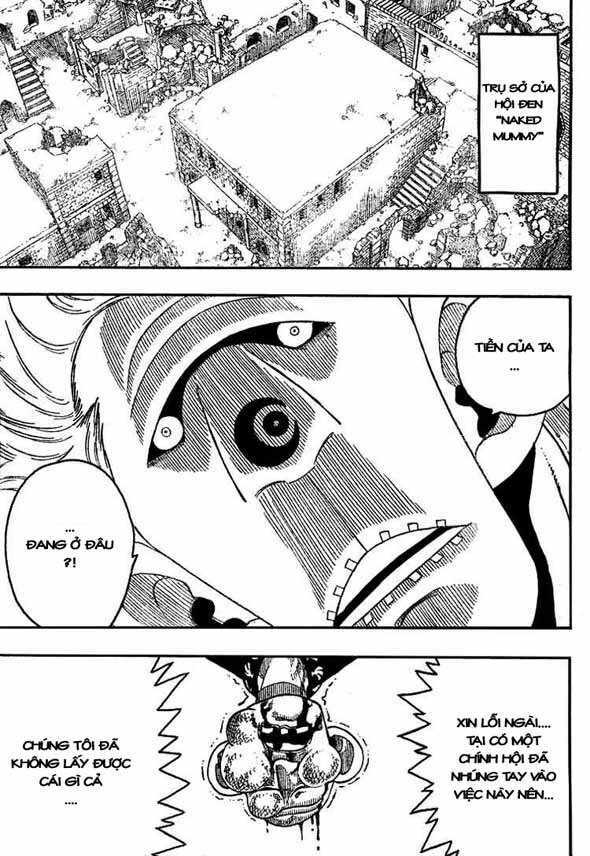 TRỤ SỞ CỦA
HỘI ĐEN
"NAKED
MUMMY"
TIỀN CỦA TA
...
...
ĐANG Ở ĐÂU
?!
XIN LỖI NGÀI....
TẠI CÓ MỘT
CHÍNH HỘI ĐÃ
NHÚNG TAY VÀO
VIỆC NÀY NÊN...
CHÚNG TÔI ĐÃ
KHÔNG LẤY ĐƯỢC
CÁI GÌ CẢ
....